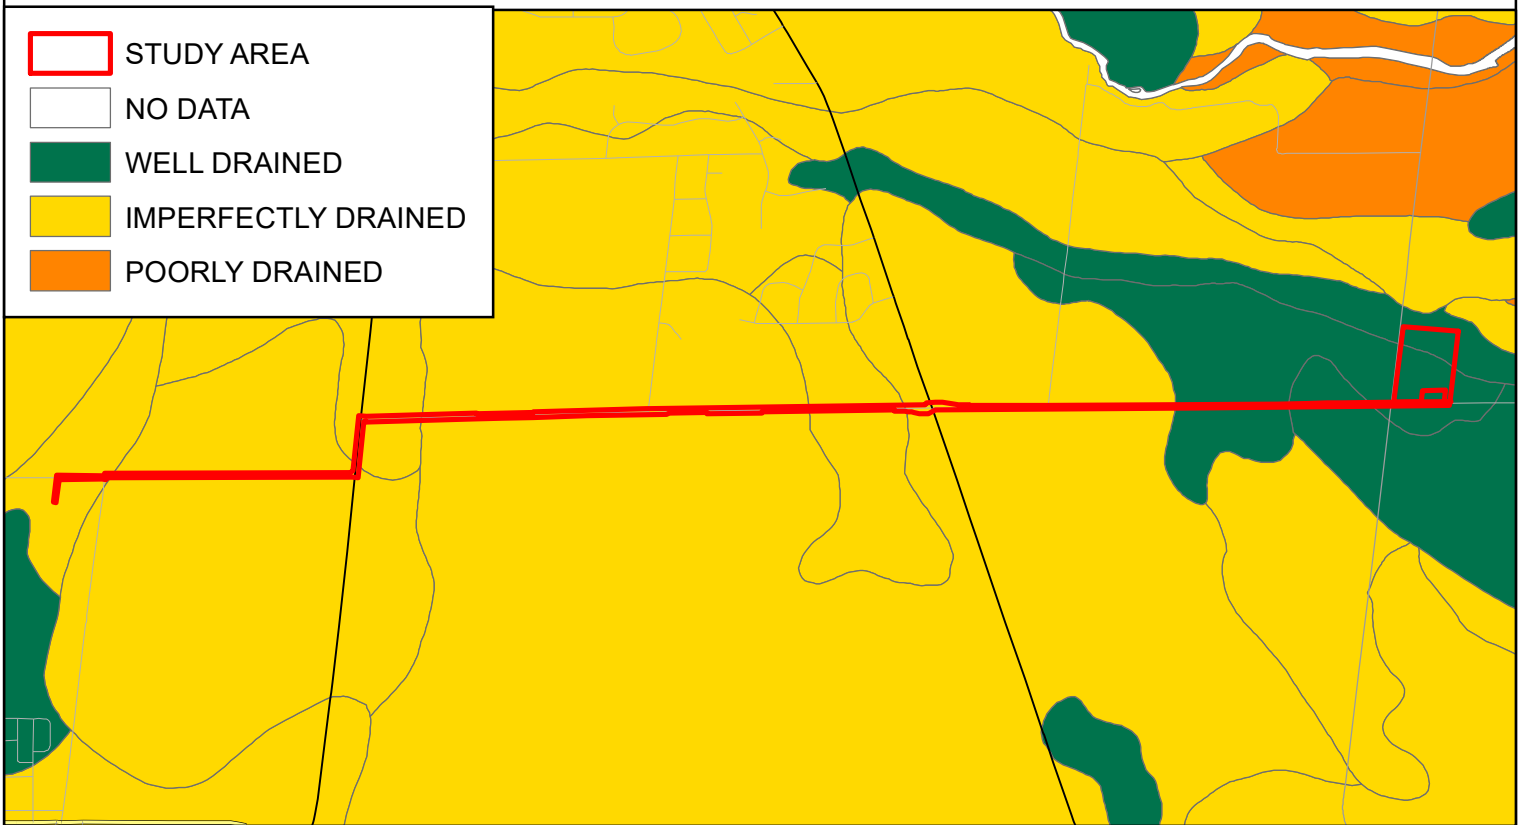 STUDY AREA
NO DATA
WELL DRAINED
IMPERFECTLY DRAINED
POORLY DRAINED